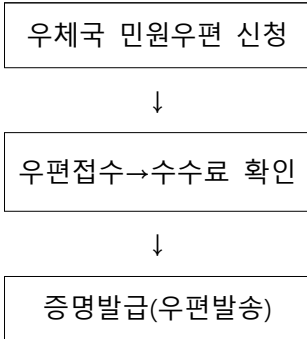 우체국 민원우편 신청
↓
우편접수→수수료 확인
↓
증명발급(우편발송)